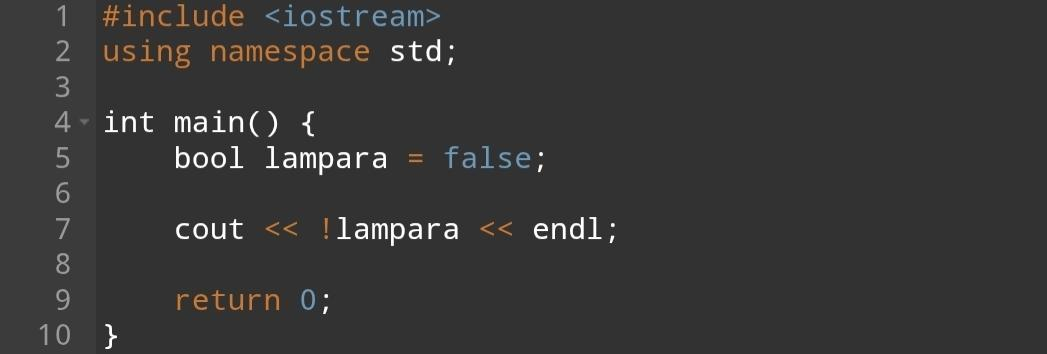 1 #include <iostream>
2 using namespace std;
3
4 int main() {
5     bool lampara = false;
6
7     cout << !lampara << endl;
8
9     return 0;
10 }